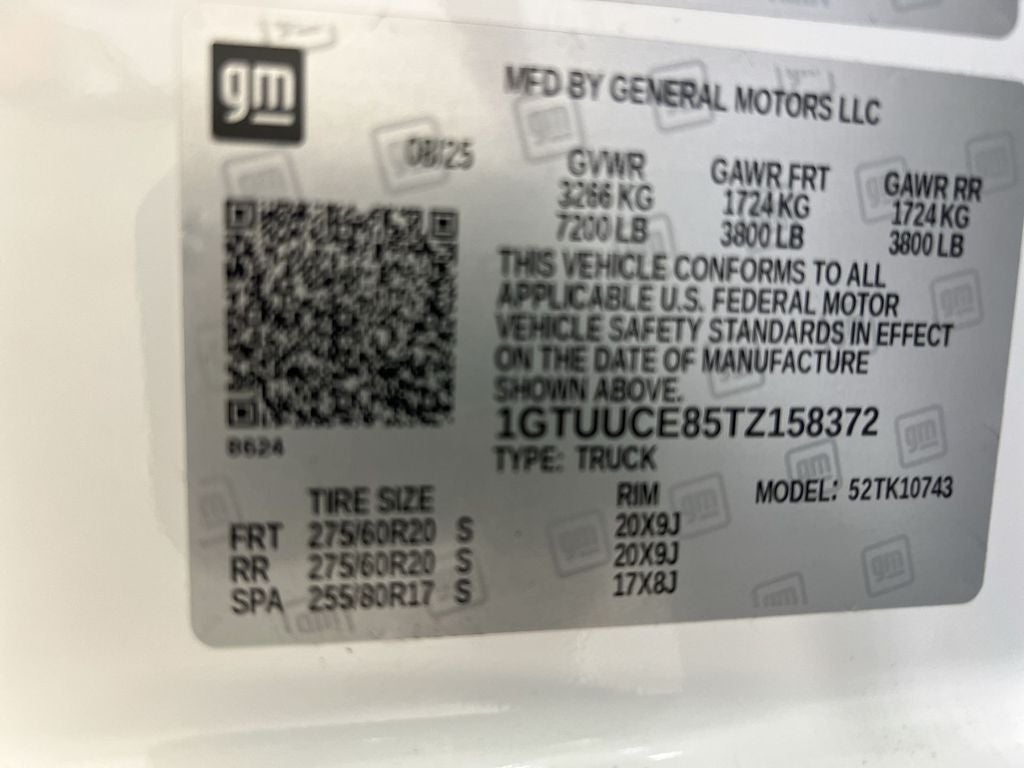 gm
MFD BY GENERAL MOTORS LLC
08/25
GVWR GAWR FRT GAWR RR
3266 KG 1724 KG 1724 KG
7200 LB 3800 LB 3800 LB
THIS VEHICLE CONFORMS TO ALL
APPLICABLE U.S. FEDERAL MOTOR
VEHICLE SAFETY STANDARDS IN EFFECT
ON THE DATE OF MANUFACTURE
SHOWN ABOVE.
1GTUUCE85TZ158372
8624
TYPE: TRUCK
TIRE SIZE RIM MODEL: 52TK10743
FRT 275/60R20 S 20X9J
RR 275/60R20 S 20X9J
SPA 255/80R17 S 17X8J